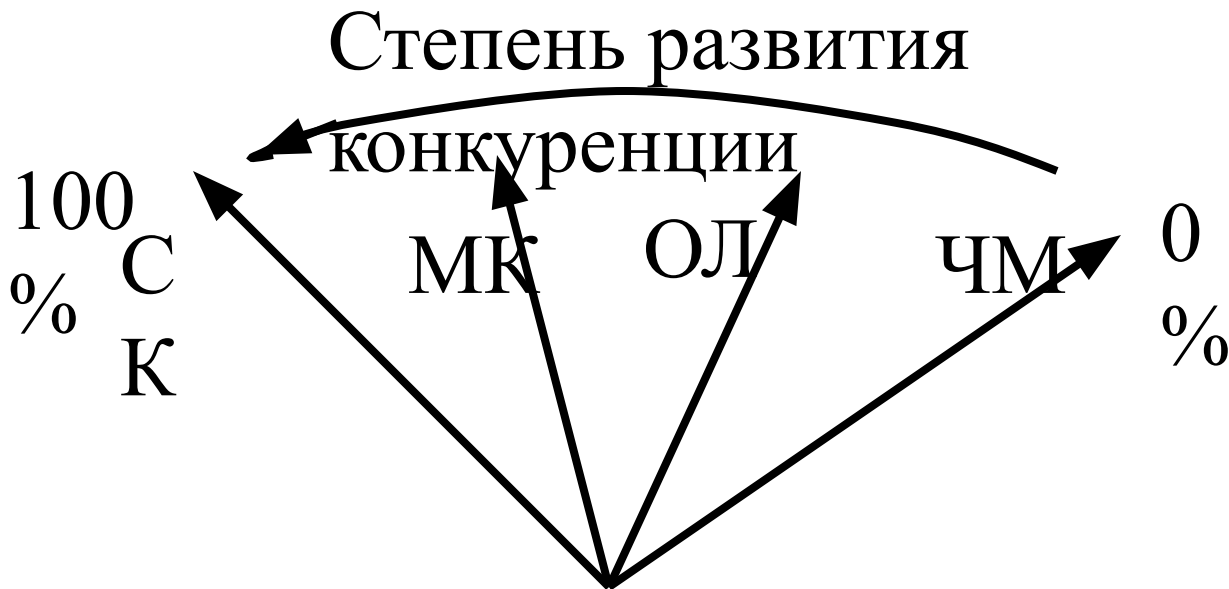 Степень развития
конкуренции
100
%
С
К
МК
ОЛ
ЧМ
0
%